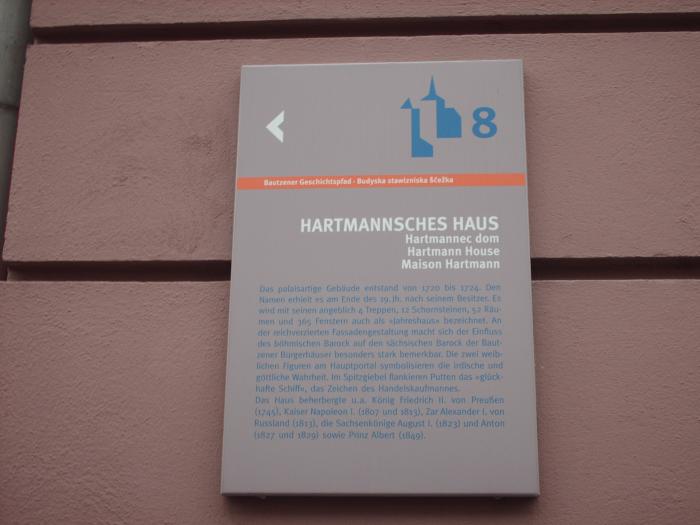 8
Bautzener Geschichtspfad · Budyska stawizniska šćežka
HARTMANNSCHES HAUS
Hartmannec dom
Hartmann House
Maison Hartmann
Das palaisartige Gebäude entstand von 1720 bis 1724. Den
Namen erhielt es am Ende des 19.Jh. nach seinem Besitzer. Es
wird mit seinen angeblich 4 Treppen, 12 Schornsteinen, 52 Räu-
men und 365 Fenstern auch als »Jahreshaus« bezeichnet. An
der reichverzierten Fassadengestaltung macht sich der Einfluss
des böhmischen Barock auf den sächsischen Barock der Baut-
zener Bürgerhäuser besonders stark bemerkbar. Die zwei weib-
lichen Figuren am Hauptportal symbolisieren die irdische und
göttliche Wahrheit. Im Spitzgiebel flankieren Putten das »glück-
hafte Schiff«, das Zeichen des Handelskaufmannes.
Das Haus beherbergte u.a. König Friedrich II. von Preußen
(1745), Kaiser Napoleon I. (1807 und 1813), Zar Alexander I. von
Russland (1813), die Sachsenkönige August I. (1823) und Anton
(1827 und 1829) sowie Prinz Albert (1849).